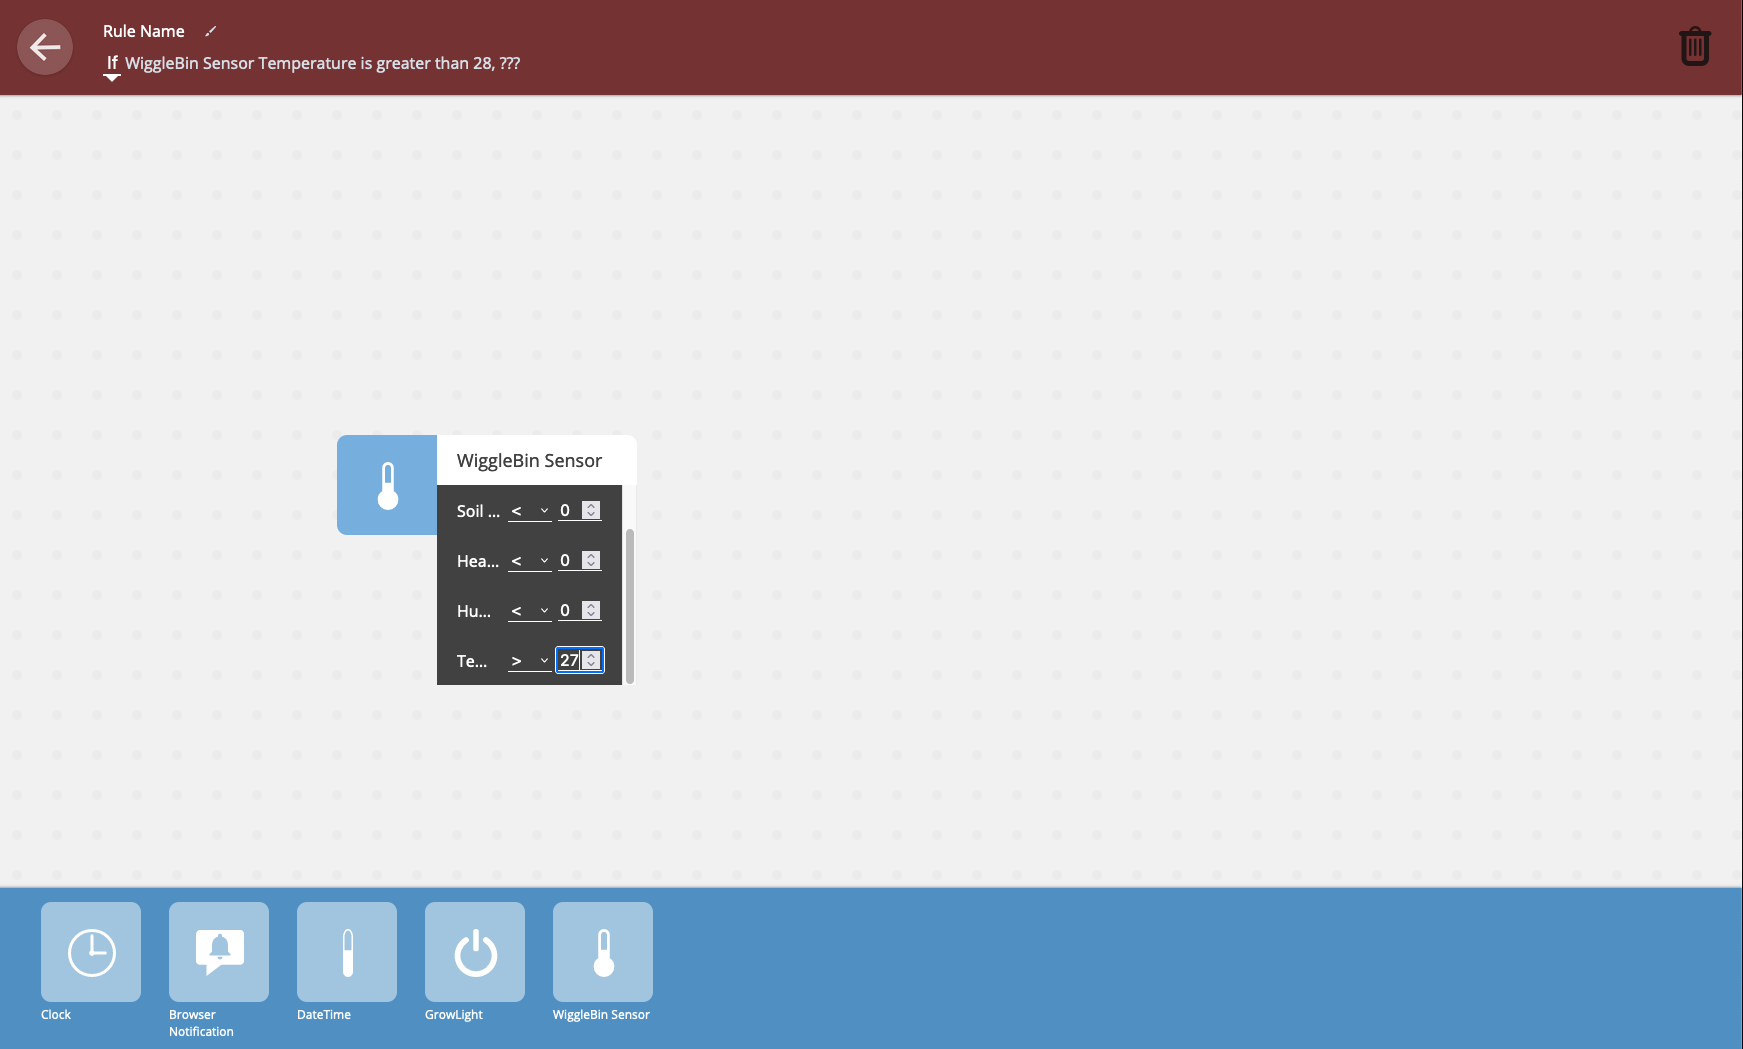 Rule Name
If WiggleBin Sensor Temperature is greater than 28, ???
WiggleBin Sensor
Soil ... < 0
Hea... < 0
Hu... < 0
Te... > 27
Clock
Browser
Notification
DateTime
GrowLight
WiggleBin Sensor